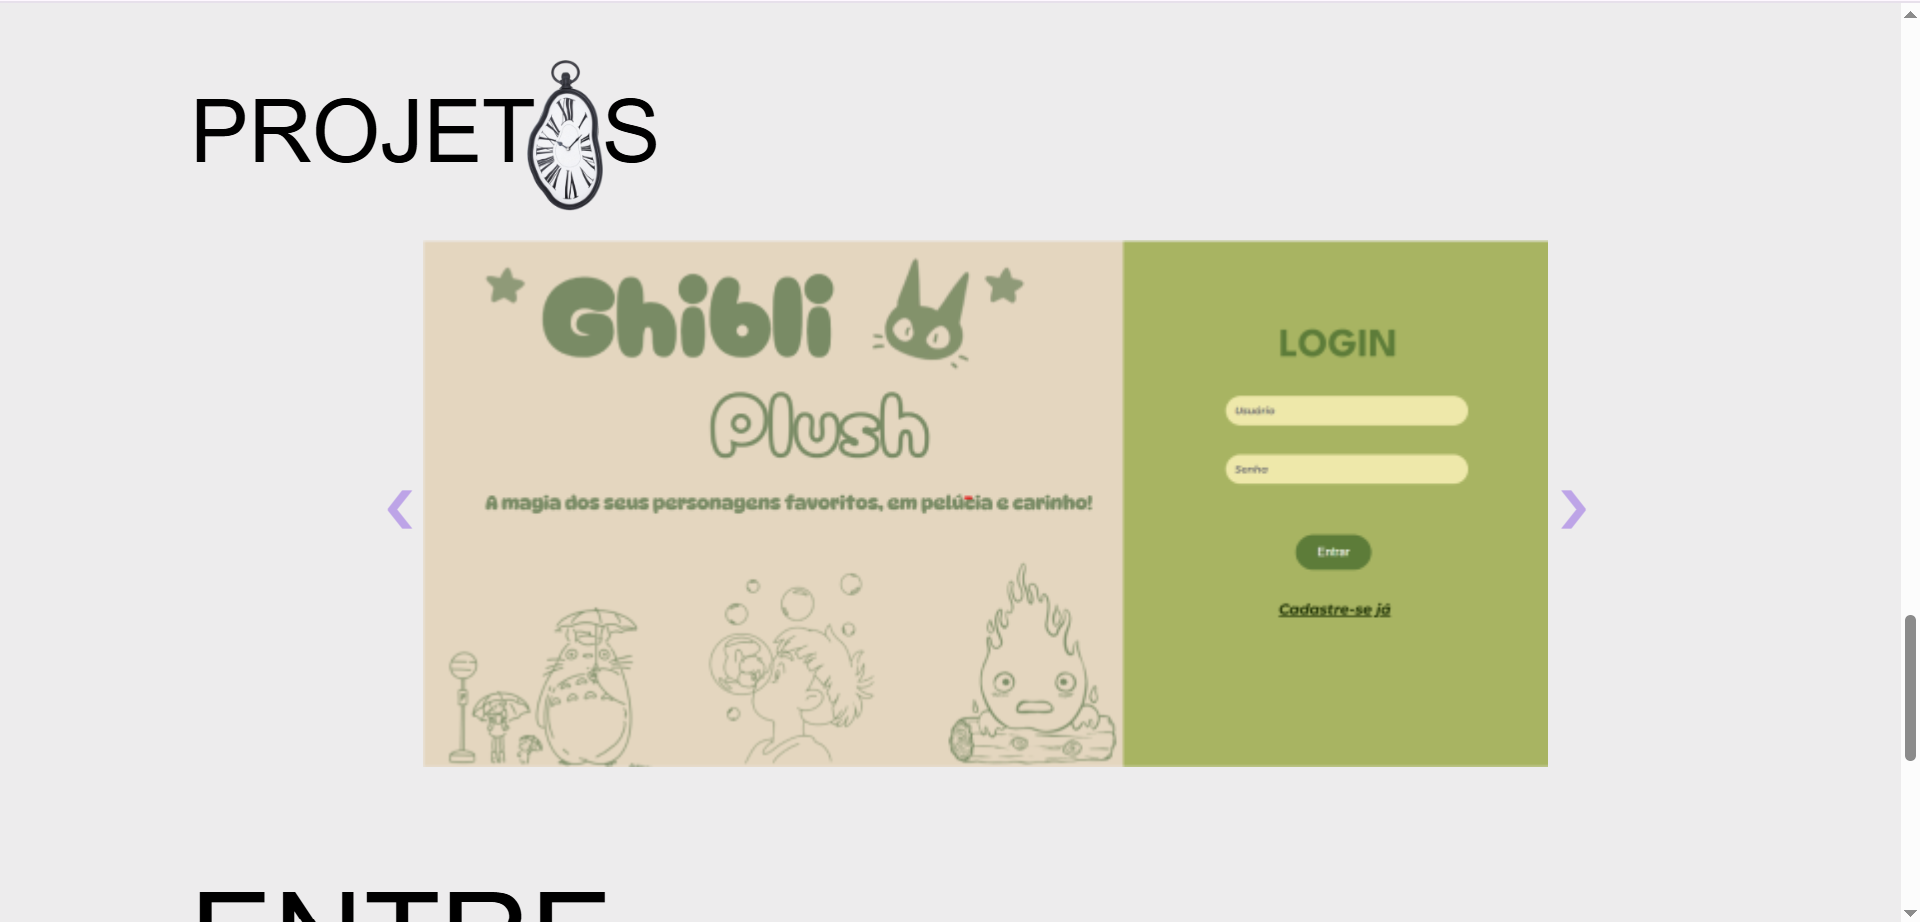 PROJETOS
Ghibli
Plush
A magia dos seus personagens favoritos, em pelúcia e carinho!
LOGIN
Usuário
Senha
Entrar
Cadastre-se já
ENTRE